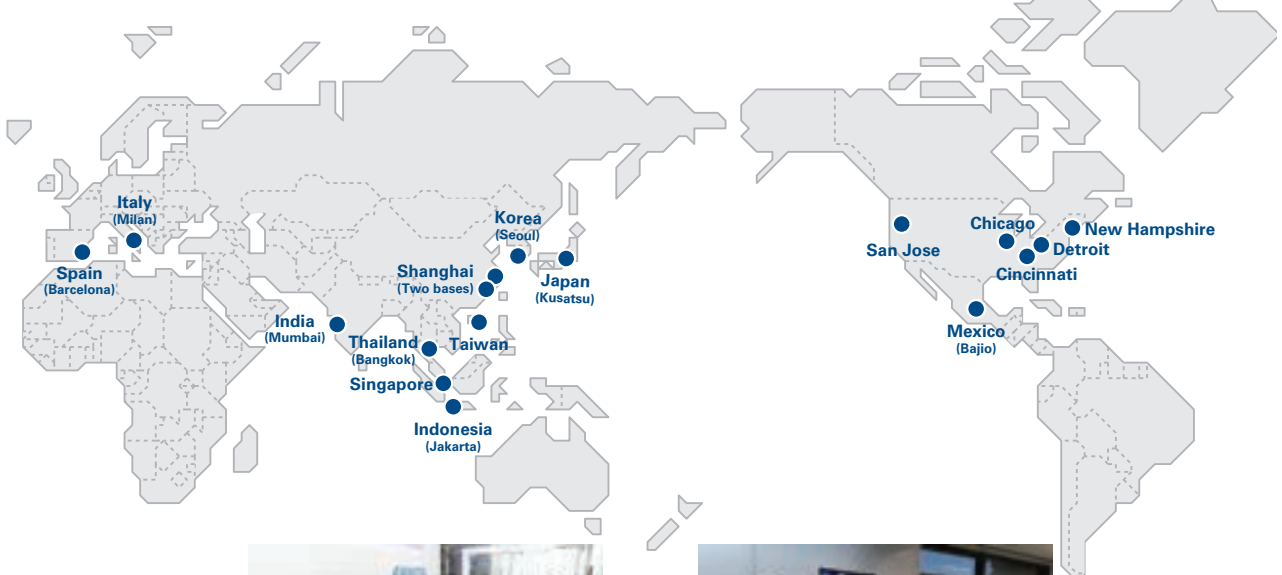 Italy
(Milan)
Spain
(Barcelona)
Korea
(Seoul)
Shanghai
(Two bases)
Japan
(Kusatsu)
India
(Mumbai)
Thailand
(Bangkok)
Taiwan
Singapore
Indonesia
(Jakarta)
San Jose
Chicago
New Hampshire
Detroit
Cincinnati
Mexico
(Bajio)